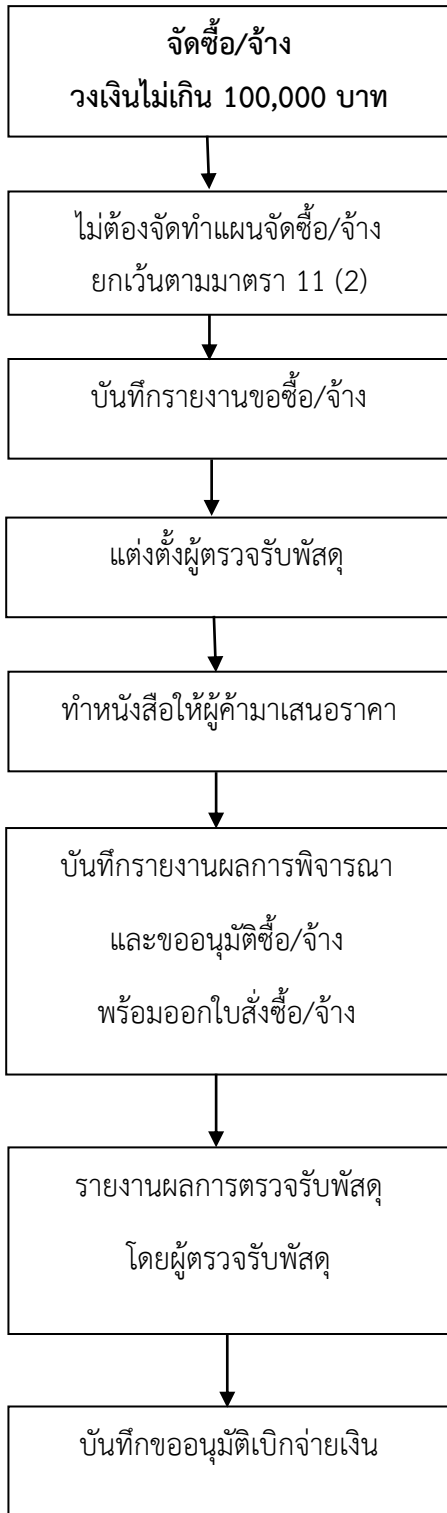 จัดซื้อ/จ้าง
วงเงินไม่เกิน 100,000 บาท
ไม่ต้องจัดทำแผนจัดซื้อ/จ้าง
ยกเว้นตามมาตรา 11 (2)
บันทึกรายงานขอซื้อ/จ้าง
แต่งตั้งผู้ตรวจรับพัสดุ
ทำหนังสือให้ผู้ค้ามาเสนอราคา
บันทึกรายงานผลการพิจารณา
และขออนุมัติซื้อ/จ้าง
พร้อมออกใบสั่งซื้อ/จ้าง
รายงานผลการตรวจรับพัสดุ
โดยผู้ตรวจรับพัสดุ
บันทึกขออนุมัติเบิกจ่ายเงิน